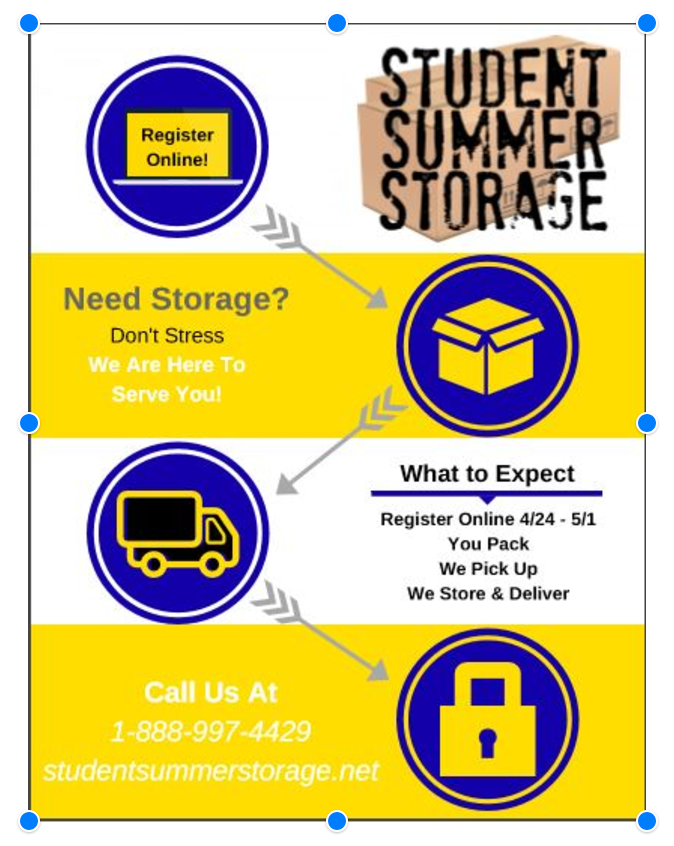 Register
Online!
STUDENT
SUMMER
STORAGE
Need Storage?
Don't Stress
We Are Here To
Serve You!
What to Expect
Register Online 4/24 - 5/1
You Pack
We Pick Up
We Store & Deliver
Call Us At
1-888-997-4429
studentsummerstorage.net